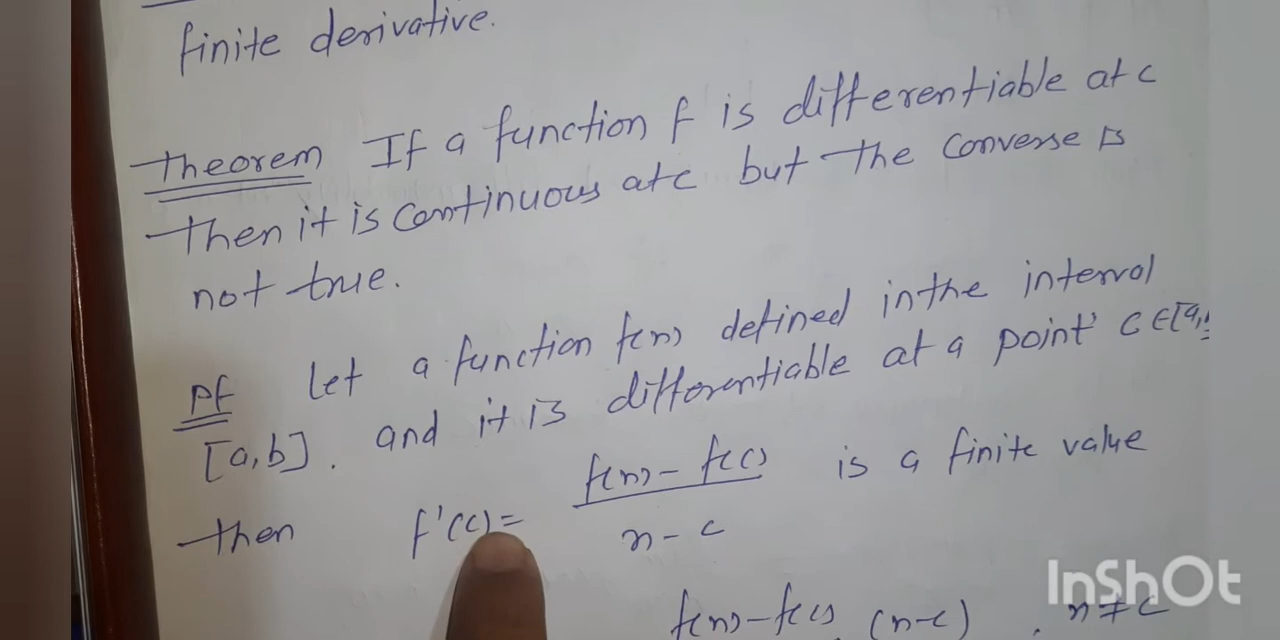 finite derivative.
Theorem If a function f is differentiable at c
Then it is continuous at c but the converse is
not true.
Pf Let a function f(x) defined in the interval
[a,b]. and it is differentiable at a point c ∈ [a,
then f'(c) = f(x) - f(c) / x - c is a finite value
f(x) - f(c) . (x-c) , x ≠ c
InShOt